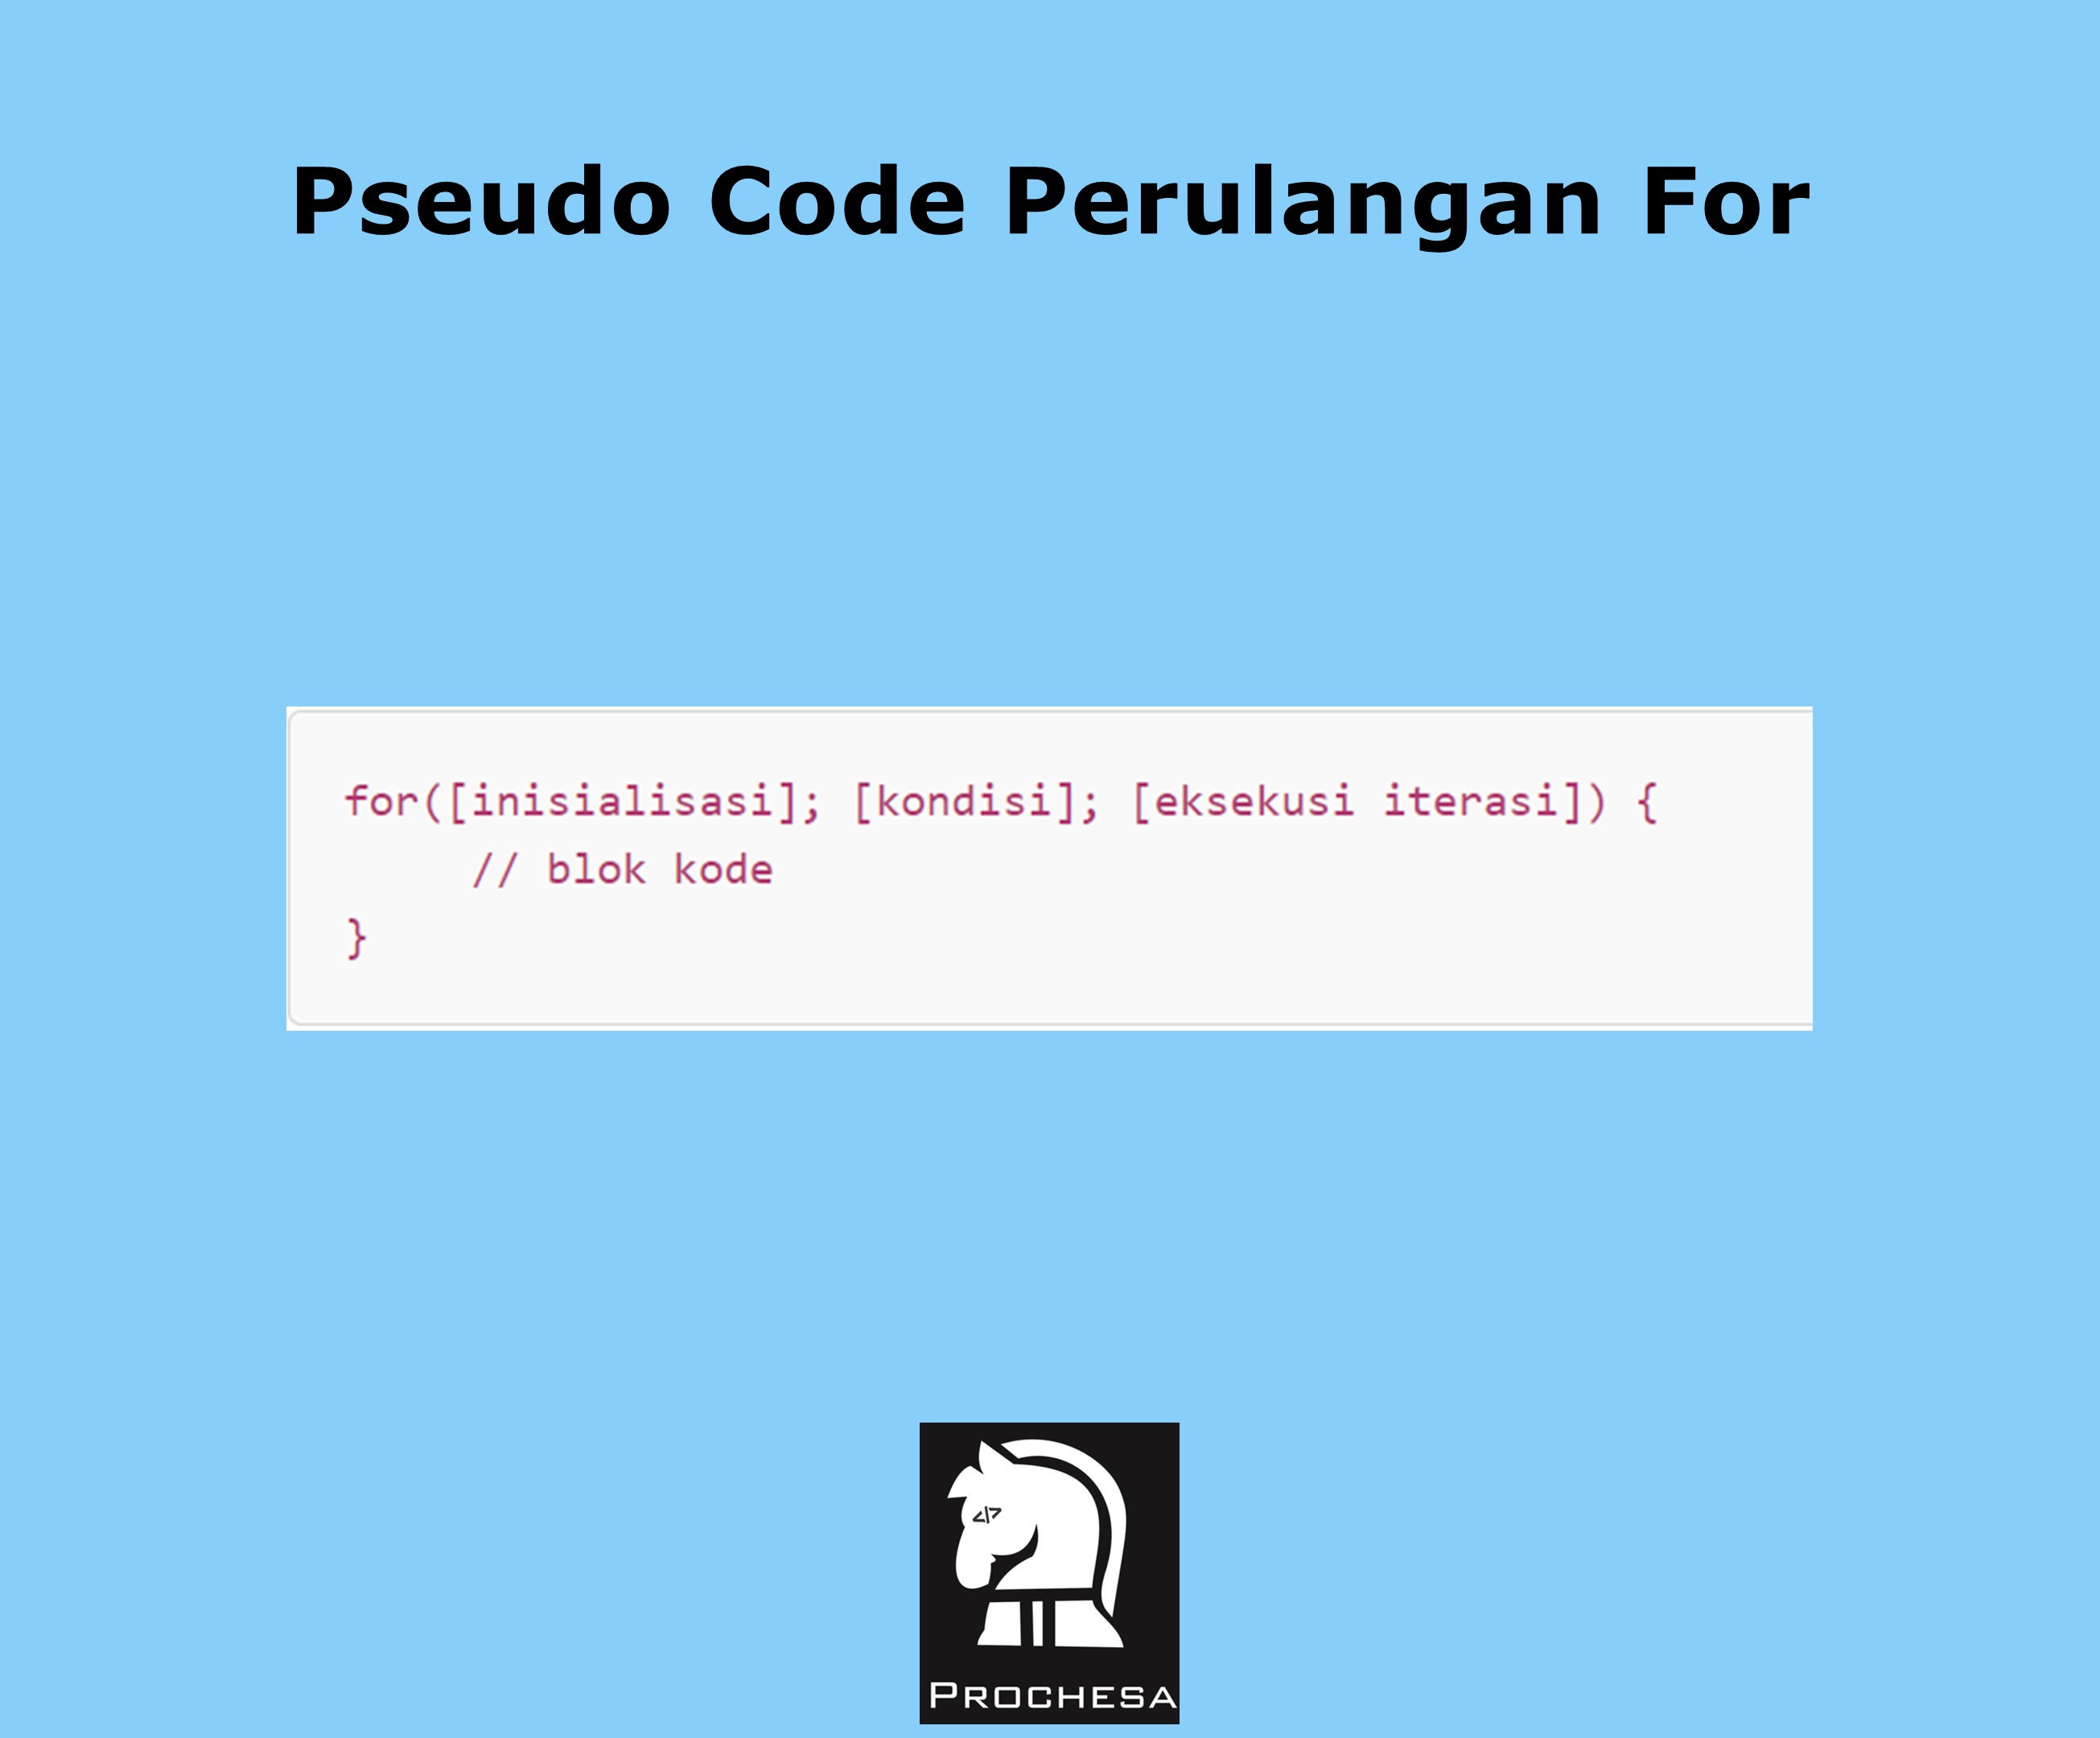 Pseudo Code Perulangan For
for([inisialisasi]; [kondisi]; [eksekusi iterasi]) {
// blok kode
}
</>
PROCHESA